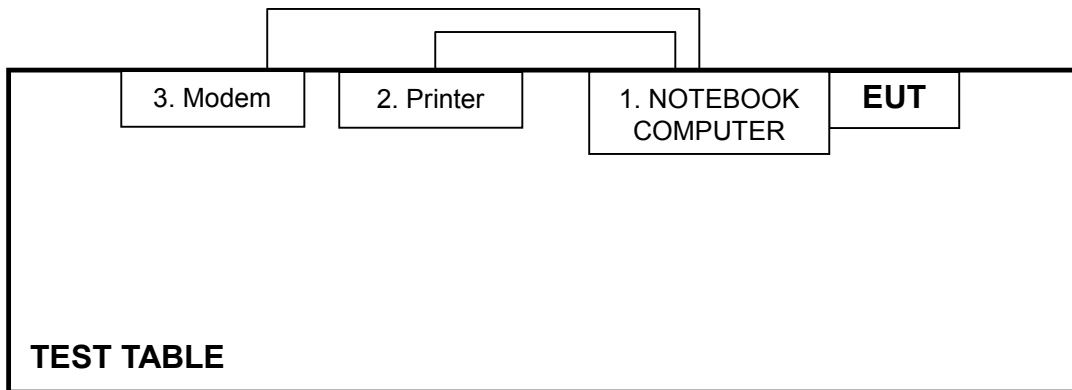 3. Modem
2. Printer
1. NOTEBOOK
COMPUTER
EUT
TEST TABLE